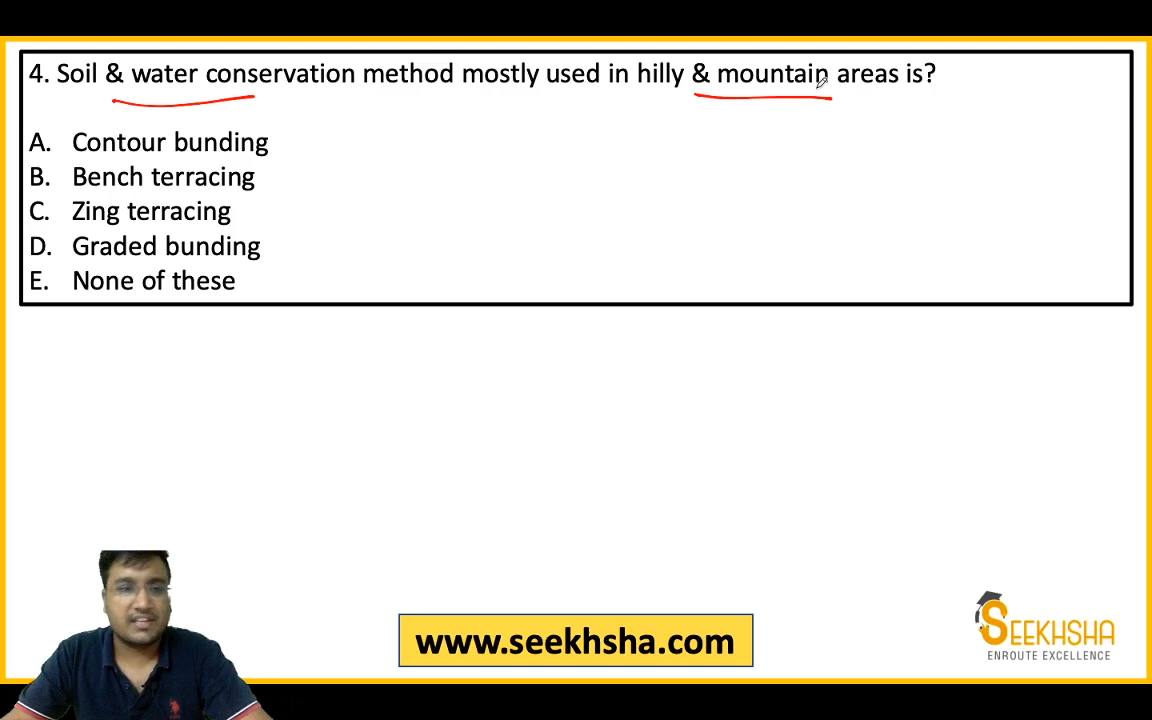 4. Soil & water conservation method mostly used in hilly & mountain areas is?
A. Contour bunding
B. Bench terracing
C. Zing terracing
D. Graded bunding
E. None of these
www.seekhsha.com
SEEKHSHA
ENROUTE EXCELLENCE